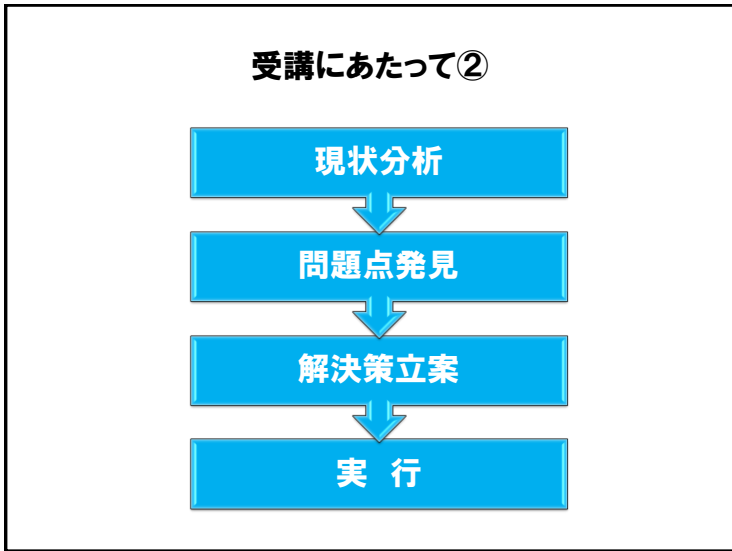 受講にあたって②
現状分析
問題点発見
解決策立案
実 行